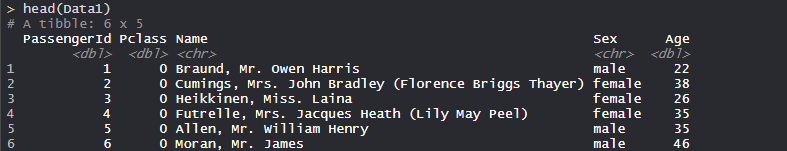 > head(Data1)
# A tibble: 6 x 5
PassengerId Pclass Name Sex Age
<dbl> <dbl> <chr> <chr> <dbl>
1 1 0 Braund, Mr. Owen Harris male 22
2 2 0 Cumings, Mrs. John Bradley (Florence Briggs Thayer) female 38
3 3 0 Heikkinen, Miss. Laina female 26
4 4 0 Futrelle, Mrs. Jacques Heath (Lily May Peel) female 35
5 5 0 Allen, Mr. William Henry male 35
6 6 0 Moran, Mr. James male 46